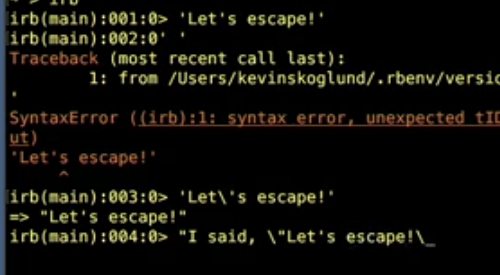 irb
irb(main):001:0> 'Let's escape!'
irb(main):002:0' '
Traceback (most recent call last):
1: from /Users/kevinskoglund/.rbenv/versio
'
SyntaxError ((irb):1: syntax error, unexpected tID
ut)
'Let's escape!'
^
irb(main):003:0> 'Let\'s escape!'
=> "Let's escape!"
irb(main):004:0> "I said, \"Let's escape!\_